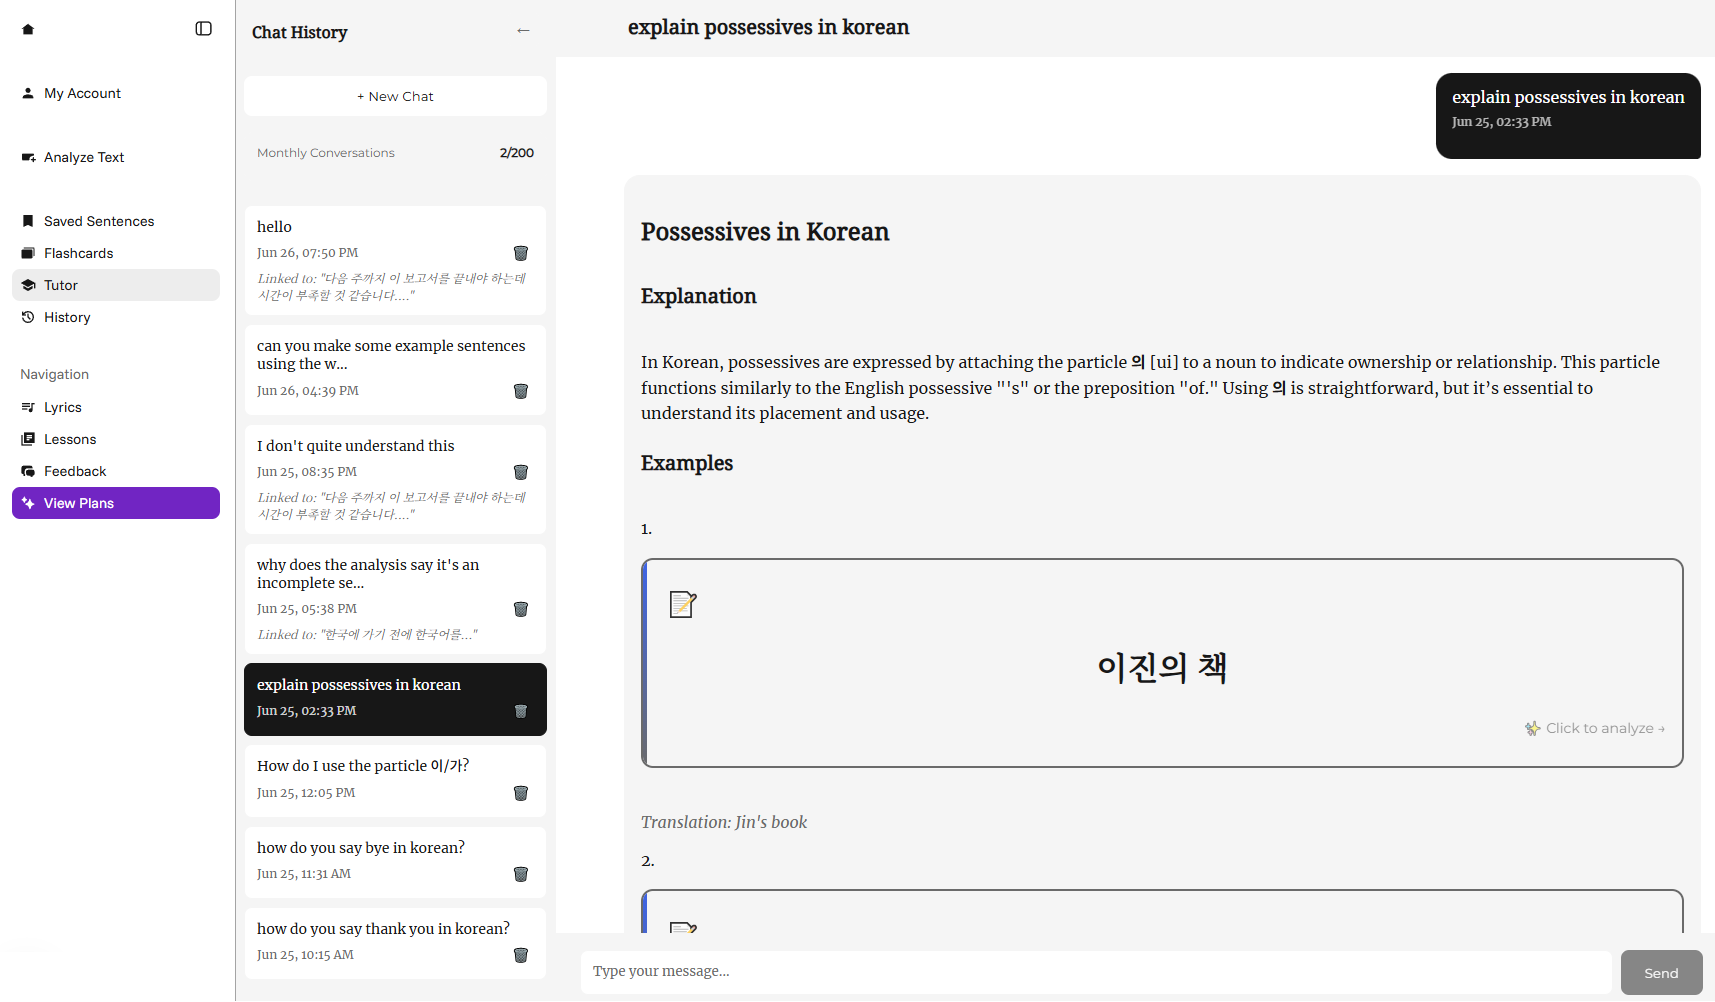 My Account
Analyze Text
Saved Sentences
Flashcards
Tutor
History
Navigation
Lyrics
Lessons
Feedback
View Plans
Chat History
←
+ New Chat
Monthly Conversations 2/200
hello
Jun 26, 07:50 PM
Linked to: "다음 주까지 이 보고서를 끝내야 하는데
시간이 부족할 것 같습니다...."
can you make some example sentences
using the w...
Jun 26, 04:39 PM
I don't quite understand this
Jun 25, 08:35 PM
Linked to: "다음 주까지 이 보고서를 끝내야 하는데
시간이 부족할 것 같습니다...."
why does the analysis say it's an
incomplete se...
Jun 25, 05:38 PM
Linked to: "한국에 가기 전에 한국어를..."
explain possessives in korean
Jun 25, 02:33 PM
How do I use the particle 이/가?
Jun 25, 12:05 PM
how do you say bye in korean?
Jun 25, 11:31 AM
how do you say thank you in korean?
Jun 25, 10:15 AM
explain possessives in korean
explain possessives in korean
Jun 25, 02:33 PM
Possessives in Korean
Explanation
In Korean, possessives are expressed by attaching the particle 의 [ui] to a noun to indicate ownership or relationship. This particle
functions similarly to the English possessive "'s" or the preposition "of." Using 의 is straightforward, but it’s essential to
understand its placement and usage.
Examples
1.
이진의 책
✨ Click to analyze →
Translation: Jin's book
2.
Type your message...
Send